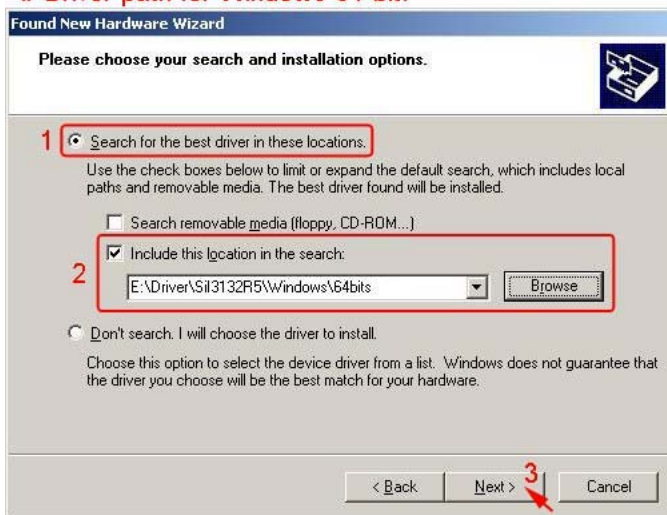 Found New Hardware Wizard
Please choose your search and installation options.
1
Search for the best driver in these locations.
Use the check boxes below to limit or expand the default search, which includes local
paths and removable media. The best driver found will be installed.
Search removable media (floppy, CD-ROM...)
2
Include this location in the search:
E:\Driver\SiI3132R5\Windows\64bits
Browse
Don't search. I will choose the driver to install.
Choose this option to select the device driver from a list. Windows does not guarantee that
the driver you choose will be the best match for your hardware.
< Back
Next >
3
Cancel